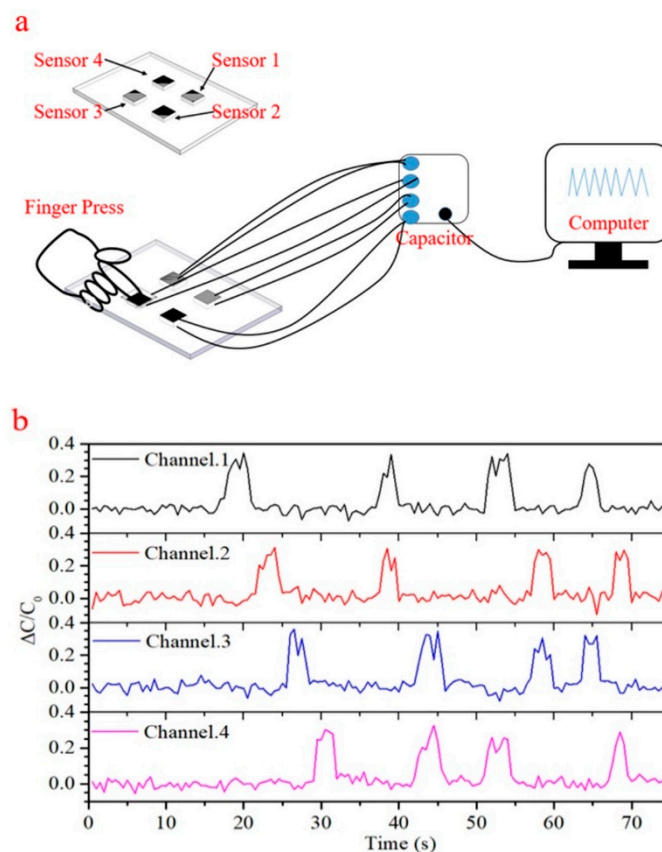 a
Sensor 4
Sensor 1
Sensor 3
Sensor 2
Finger Press
Capacitor
Computer
b
0.4
Channel.1
0.2
0.0
0.4
Channel.2
0.2
0.0
ΔC/C₀
0.4
Channel.3
0.2
0.0
0.4
Channel.4
0.2
0.0
0 10 20 30 40 50 60 70
Time (s)